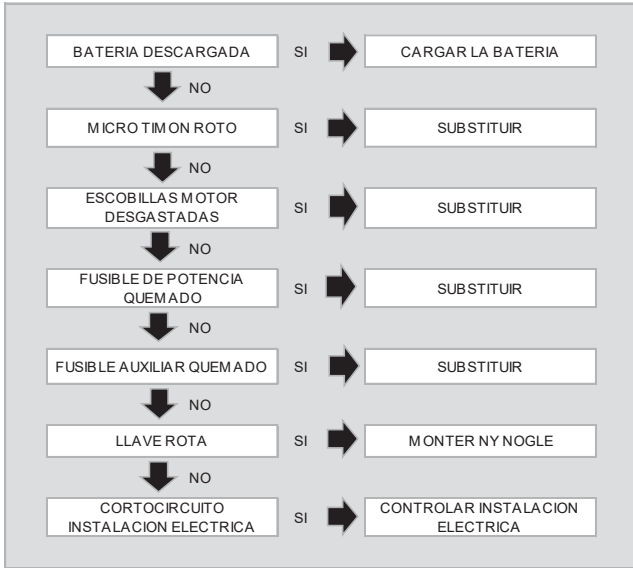 BATERIA DESCARGADA SI CARGAR LA BATERIA
NO
MICRO TIMON ROTO SI SUBSTITUIR
NO
ESCOBILLAS MOTOR
DESGASTADAS SI SUBSTITUIR
NO
FUSIBLE DE POTENCIA
QUEMADO SI SUBSTITUIR
NO
FUSIBLE AUXILIAR QUEMADO SI SUBSTITUIR
NO
LLAVE ROTA SI MONTER NY NOGLE
NO
CORTOCIRCUITO
INSTALACION ELECTRICA SI CONTROLAR INSTALACION
ELECTRICA